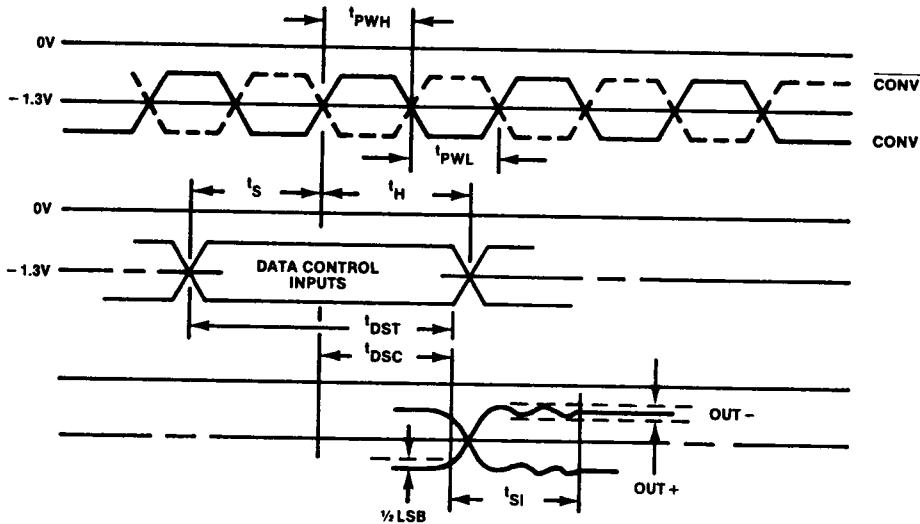 tPWH
0V
CONV
– 1.3V
CONV
tPWL
tS
tH
0V
– 1.3V
DATA CONTROL
INPUTS
tDST
tDSC
OUT –
OUT +
tSI
½ LSB